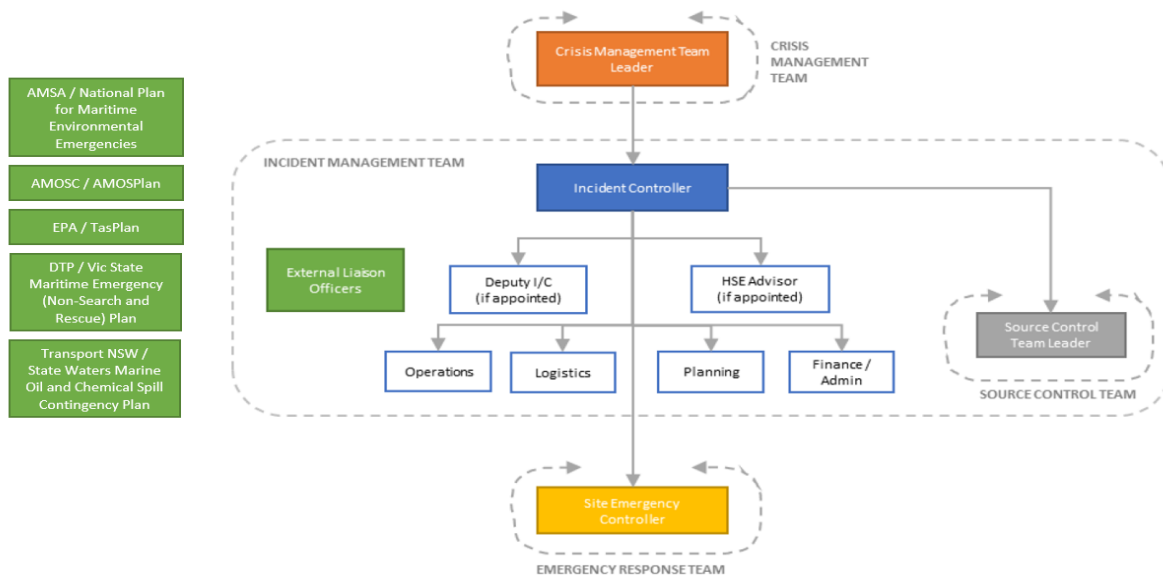 Crisis Management Team
Leader
CRISIS
MANAGEMENT
TEAM
AMSA / National Plan
for Maritime
Environmental
Emergencies
AMOSC / AMOSPlan
EPA / TasPlan
DTP / Vic State
Maritime Emergency
(Non-Search and
Rescue) Plan
Transport NSW /
State Waters Marine
Oil and Chemical Spill
Contingency Plan
INCIDENT MANAGEMENT TEAM
Incident Controller
External Liaison
Officers
Deputy I/C
(if appointed)
HSE Advisor
(if appointed)
Operations
Logistics
Planning
Finance /
Admin
Source Control
Team Leader
SOURCE CONTROL TEAM
Site Emergency
Controller
EMERGENCY RESPONSE TEAM